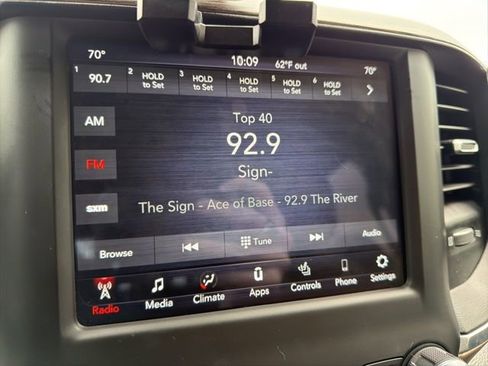 70° 10:09 62°F out 70°
1 90.7 2 HOLD to Set 3 HOLD to Set 4 HOLD to Set 5 HOLD to Set 6 HOLD to Set
AM
Top 40
92.9
FM
Sign-
sxm
The Sign - Ace of Base - 92.9 The River
Browse Tune Audio
Radio Media Climate Apps Controls Phone Settings